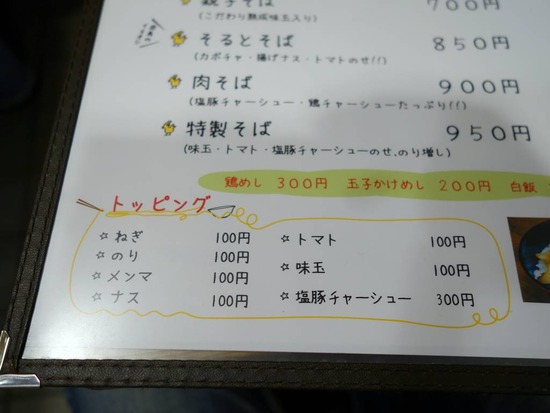 親子そば 700円
(こだわり熟成味玉入り)
そるとそば 850円
(カボチャ・揚げナス・トマトのせ!!)
肉そば 900円
(塩豚チャーシュー・鶏チャーシューたっぷり!!)
特製そば 950円
(味玉・トマト・塩豚チャーシューのせ、のり増し)
鶏めし 300円 玉子かけめし 200円 白飯
トッピング
☆ ねぎ 100円
☆ のり 100円
☆ メンマ 100円
☆ ナス 100円
☆ トマト 100円
☆ 味玉 100円
☆ 塩豚チャーシュー 300円